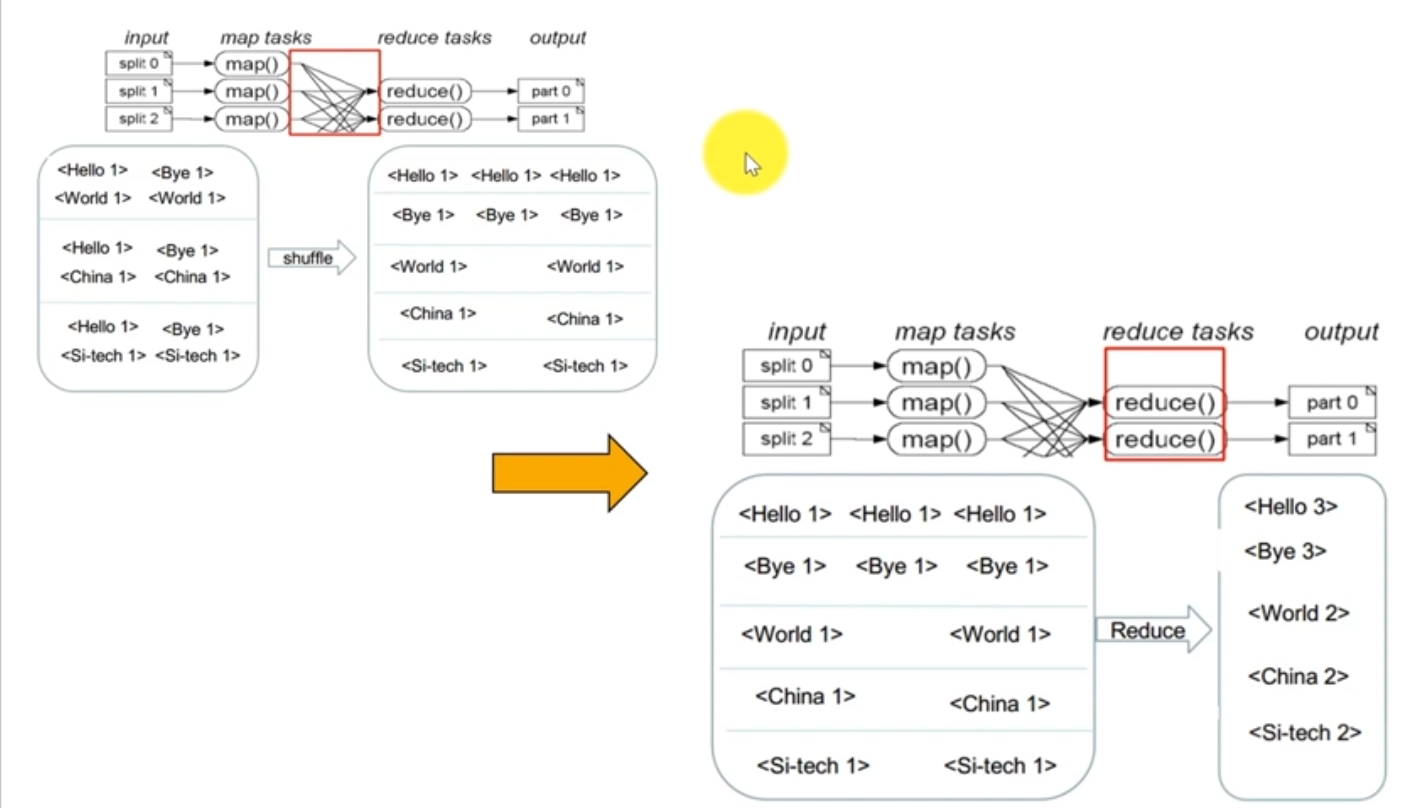 input map tasks reduce tasks output
split 0 map()
split 1 map() reduce() part 0
split 2 map() reduce() part 1
<Hello 1> <Bye 1>
<World 1> <World 1>
<Hello 1> <Bye 1>
<China 1> <China 1>
<Hello 1> <Bye 1>
<Si-tech 1> <Si-tech 1>
shuffle
<Hello 1> <Hello 1> <Hello 1>
<Bye 1> <Bye 1> <Bye 1>
<World 1> <World 1>
<China 1> <China 1>
<Si-tech 1> <Si-tech 1>
input map tasks reduce tasks output
split 0 map()
split 1 map() reduce() part 0
split 2 map() reduce() part 1
<Hello 1> <Hello 1> <Hello 1>
<Bye 1> <Bye 1> <Bye 1>
<World 1> <World 1>
<China 1> <China 1>
<Si-tech 1> <Si-tech 1>
Reduce
<Hello 3>
<Bye 3>
<World 2>
<China 2>
<Si-tech 2>